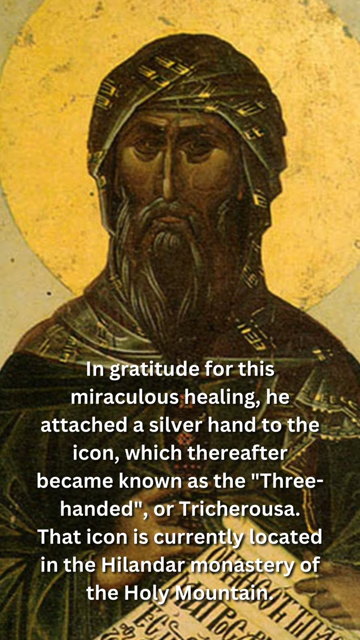 In gratitude for this
miraculous healing, he
attached a silver hand to the
icon, which thereafter
became known as the "Three-
handed", or Tricherousa.
That icon is currently located
in the Hilandar monastery of
the Holy Mountain.